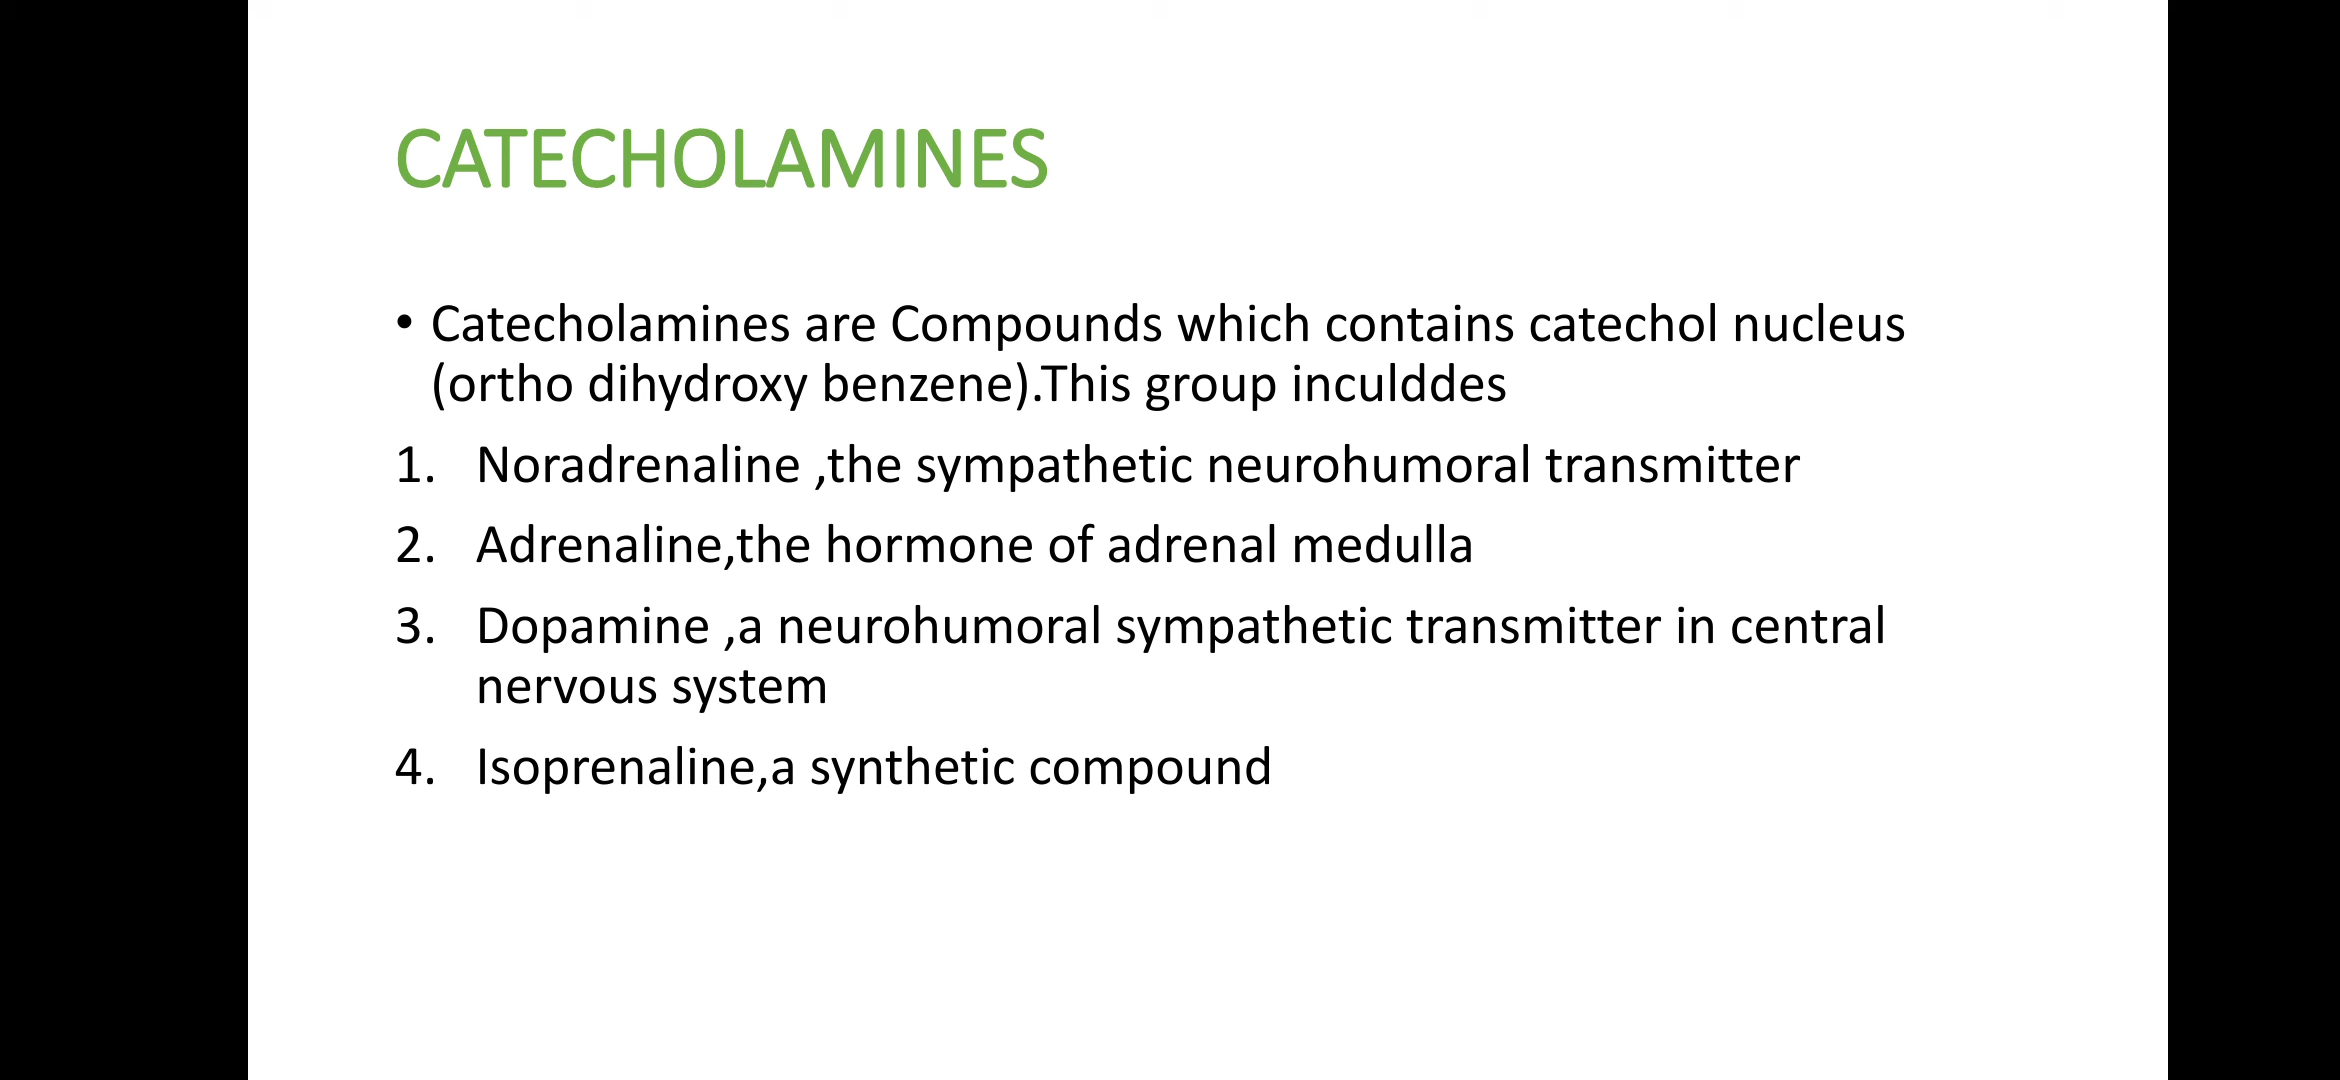 CATECHOLAMINES
• Catecholamines are Compounds which contains catechol nucleus
(ortho dihydroxy benzene).This group inculddes
1. Noradrenaline ,the sympathetic neurohumoral transmitter
2. Adrenaline,the hormone of adrenal medulla
3. Dopamine ,a neurohumoral sympathetic transmitter in central
nervous system
4. Isoprenaline,a synthetic compound